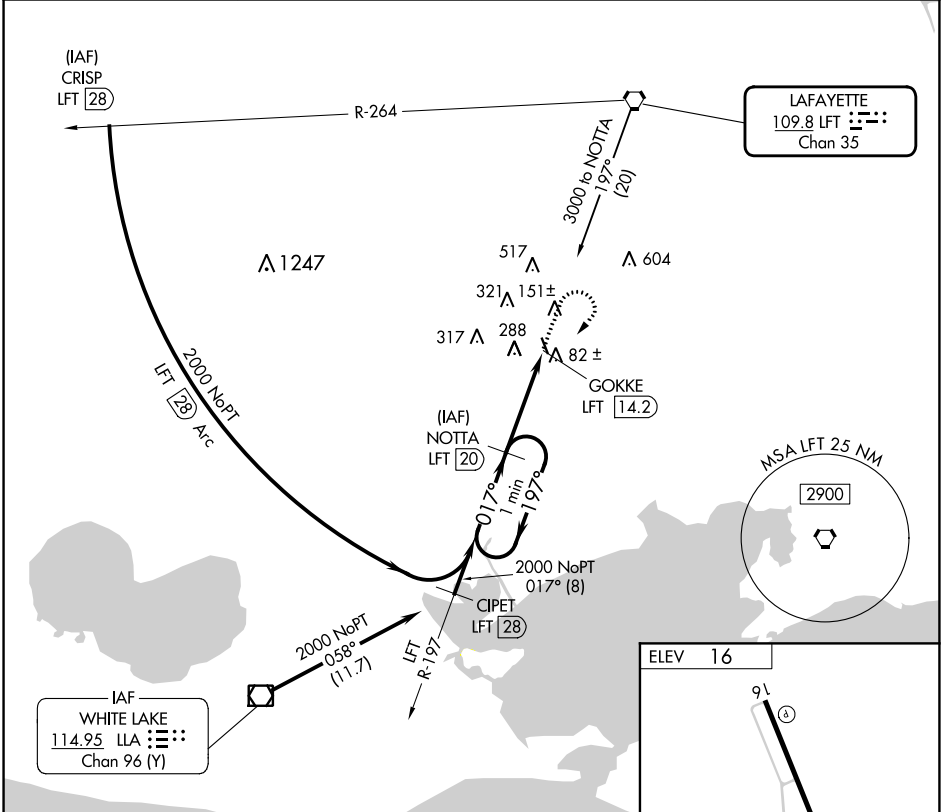 (IAF)
CRISP
LFT 28
R-264
LAFAYETTE
109.8 LFT
Chan 35
3000 to NOTTA
197°
(20)
1247
517
604
321
151±
317
288
82 ±
GOKKE
LFT 14.2
2000 NoPT
LFT 28 Arc
(IAF)
NOTTA
LFT 20
017°
1 min
197°
MSA LFT 25 NM
2900
2000 NoPT
017° (8)
CIPET
LFT 28
2000 NoPT
058°
(11.7)
LFT
R-197
IAF
WHITE LAKE
114.95 LLA
Chan 96 (Y)
ELEV 16
16
P